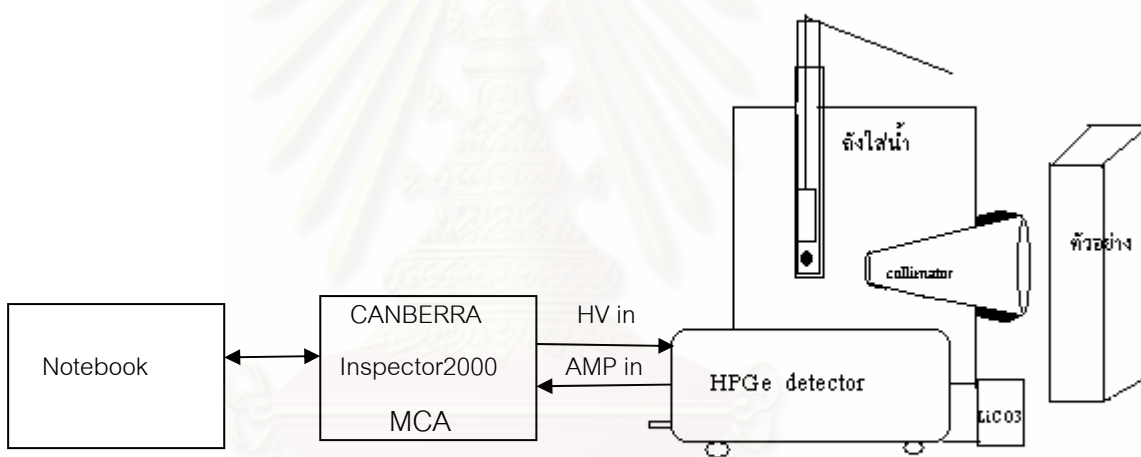 ถังใส่น้ำ
ตัวอย่าง
collimator
CANBERRA
Inspector2000
MCA
HV in
AMP in
Notebook
HPGe detector
LiCO3